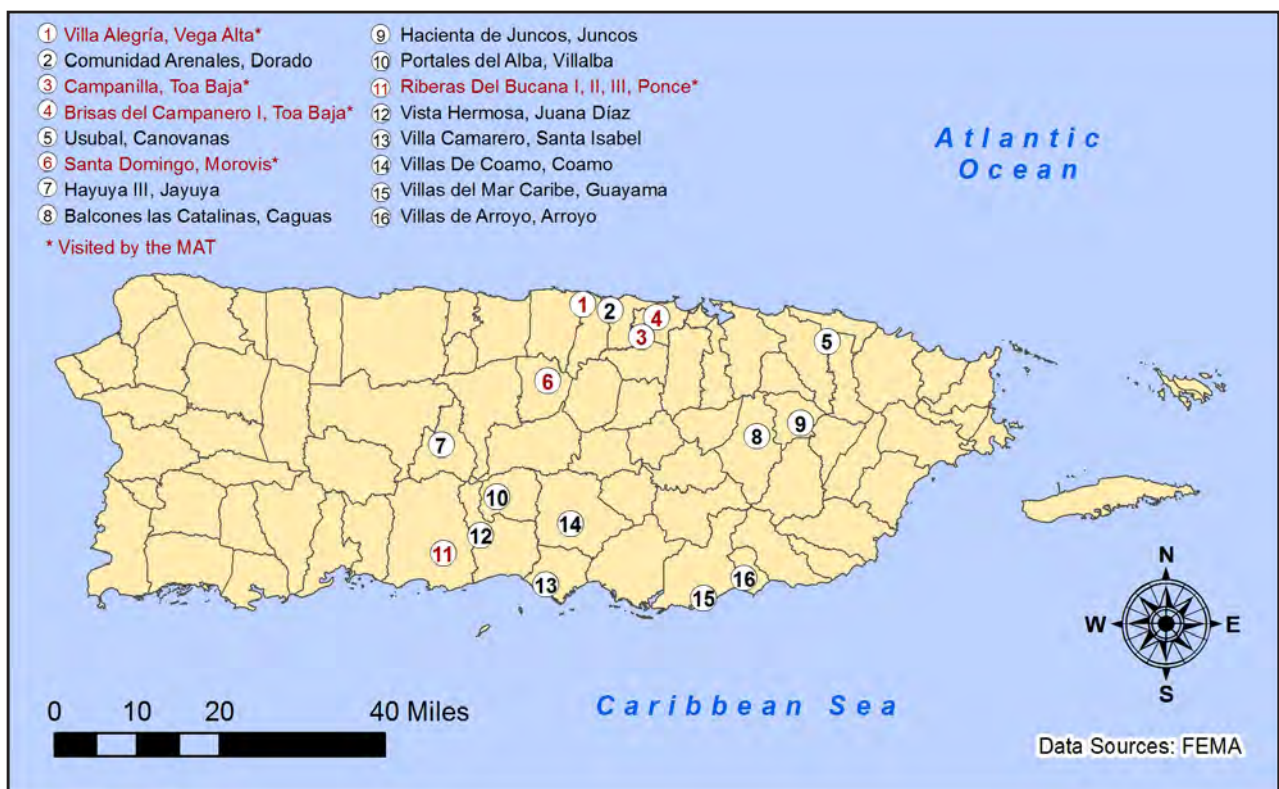 1 Villa Alegría, Vega Alta*
2 Comunidad Arenales, Dorado
3 Campanilla, Toa Baja*
4 Brisas del Campanero I, Toa Baja*
5 Usubal, Canovanas
6 Santa Domingo, Morovis*
7 Hayuya III, Jayuya
8 Balcones las Catalinas, Caguas
* Visited by the MAT
9 Hacienta de Juncos, Juncos
10 Portales del Alba, Villalba
11 Riberas Del Bucana I, II, III, Ponce*
12 Vista Hermosa, Juana Díaz
13 Villa Camarero, Santa Isabel
14 Villas De Coamo, Coamo
15 Villas del Mar Caribe, Guayama
16 Villas de Arroyo, Arroyo
Atlantic
Ocean
1
2
4
3
5
6
9
8
7
10
14
12
11
13
16
15
N
W E
S
Caribbean Sea
0 10 20 40 Miles
Data Sources: FEMA